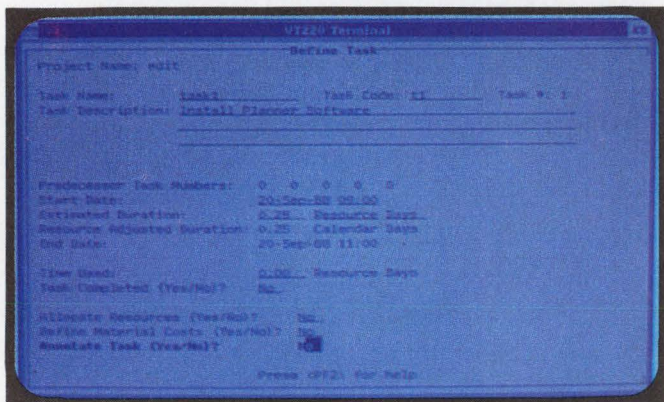 VT220 Terminal
Define Task
Project Name: edit
Task Name: task1 Task Code: t1 Task #: 1
Task Description: Install Planner Software
Predecessor Task Numbers: 0 0 0 0 0
Start Date: 20-Sep-88 09:00
Estimated Duration: 0.25 Resource Days
Resource Adjusted Duration: 0.25 Calendar Days
End Date: 20-Sep-88 11:00
Time Used: 0.00 Resource Days
Task Completed (Yes/No)? No
Allocate Resources (Yes/No)? No
Define Material Costs (Yes/No)? No
Annotate Task (Yes/No)? No
Press <PF2> for help